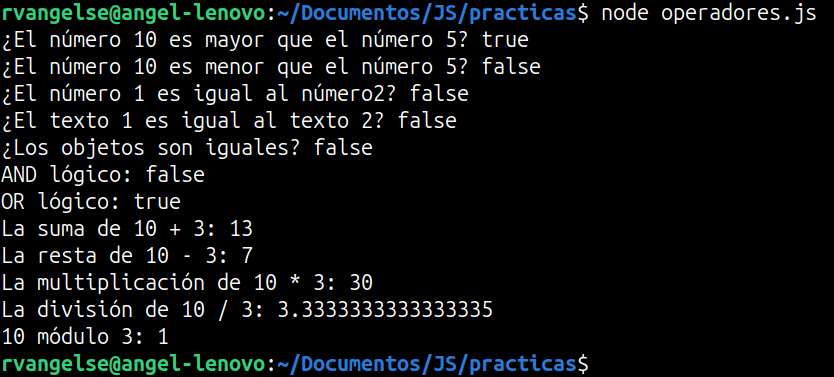 rvangelse@angel-lenovo:~/Documentos/JS/practicas$ node operadores.js
¿El número 10 es mayor que el número 5? true
¿El número 10 es menor que el número 5? false
¿El número 1 es igual al número2? false
¿El texto 1 es igual al texto 2? false
¿Los objetos son iguales? false
AND lógico: false
OR lógico: true
La suma de 10 + 3: 13
La resta de 10 - 3: 7
La multiplicación de 10 * 3: 30
La división de 10 / 3: 3.3333333333333335
10 módulo 3: 1
rvangelse@angel-lenovo:~/Documentos/JS/practicas$